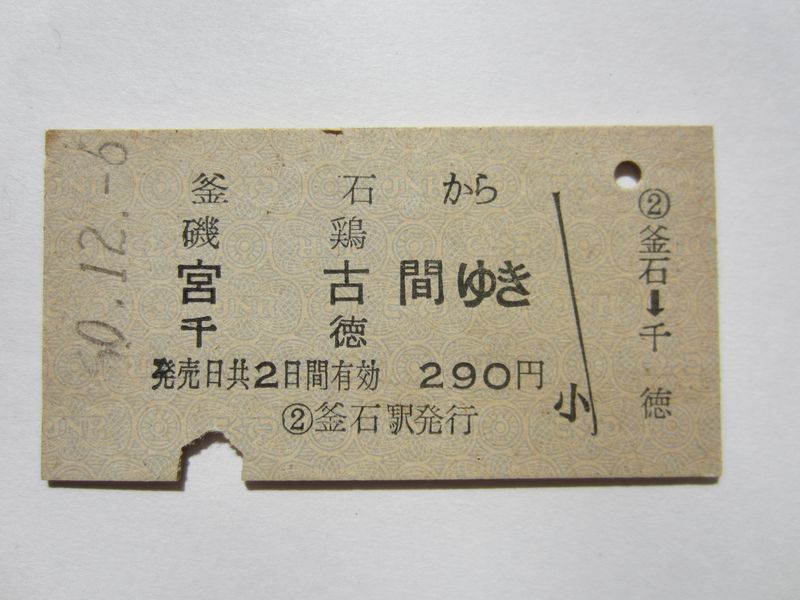 50.12.-6
釜石から
磯鶏
宮古間ゆき
千徳
発売日共2日間有効 290円
②釜石駅発行
小
②釜石➡千徳